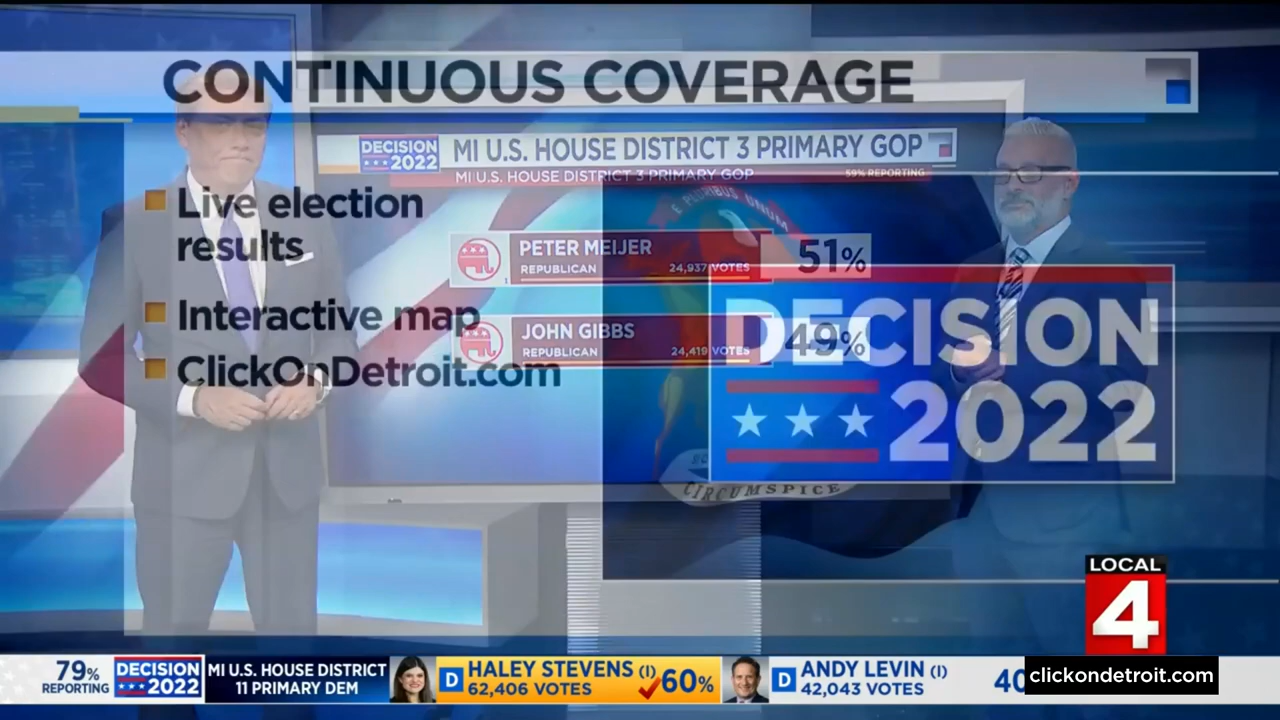 CONTINUOUS COVERAGE
DECISION
2022
MI U.S. HOUSE DISTRICT 3 PRIMARY GOP
MI U.S. HOUSE DISTRICT 3 PRIMARY GOP
59% REPORTING
E PLURIBUS UNUM
Live election
results
PETER MEIJER
REPUBLICAN
24,937 VOTES
51%
Interactive map
JOHN GIBBS
REPUBLICAN
24,419 VOTES
49%
ClickOnDetroit.com
DECISION
2022
CIRCUMSPICE
LOCAL
4
79%
REPORTING
DECISION
2022
MI U.S. HOUSE DISTRICT
11 PRIMARY DEM
D
HALEY STEVENS (I)
62,406 VOTES
60%
D
ANDY LEVIN (I)
42,043 VOTES
clickondetroit.com